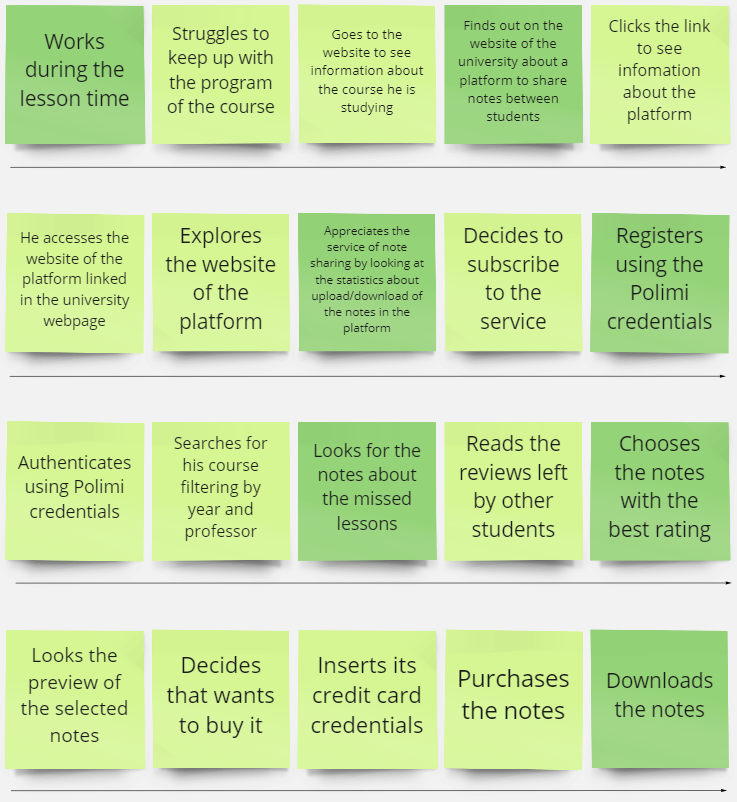 Works
during the
lesson time
Struggles to
keep up with
the program
of the course
Goes to the
website to see
information about
the course he is
studying
Finds out on the
website of the
university about a
platform to share
notes between
students
Clicks the link
to see
infomation
about the
platform
He accesses the
website of the
platform linked
in the university
webpage
Explores
the website
of the
platform
Appreciates the
service of note
sharing by looking at
the statistics about
upload/download of
the notes in the
platform
Decides to
subscribe
to the
service
Registers
using the
Polimi
credentials
Authenticates
using Polimi
credentials
Searches for
his course
filtering by
year and
professor
Looks for the
notes about
the missed
lessons
Reads the
reviews left
by other
students
Chooses
the notes
with the
best rating
Looks the
preview of
the selected
notes
Decides
that wants
to buy it
Inserts its
credit card
credentials
Purchases
the notes
Downloads
the notes